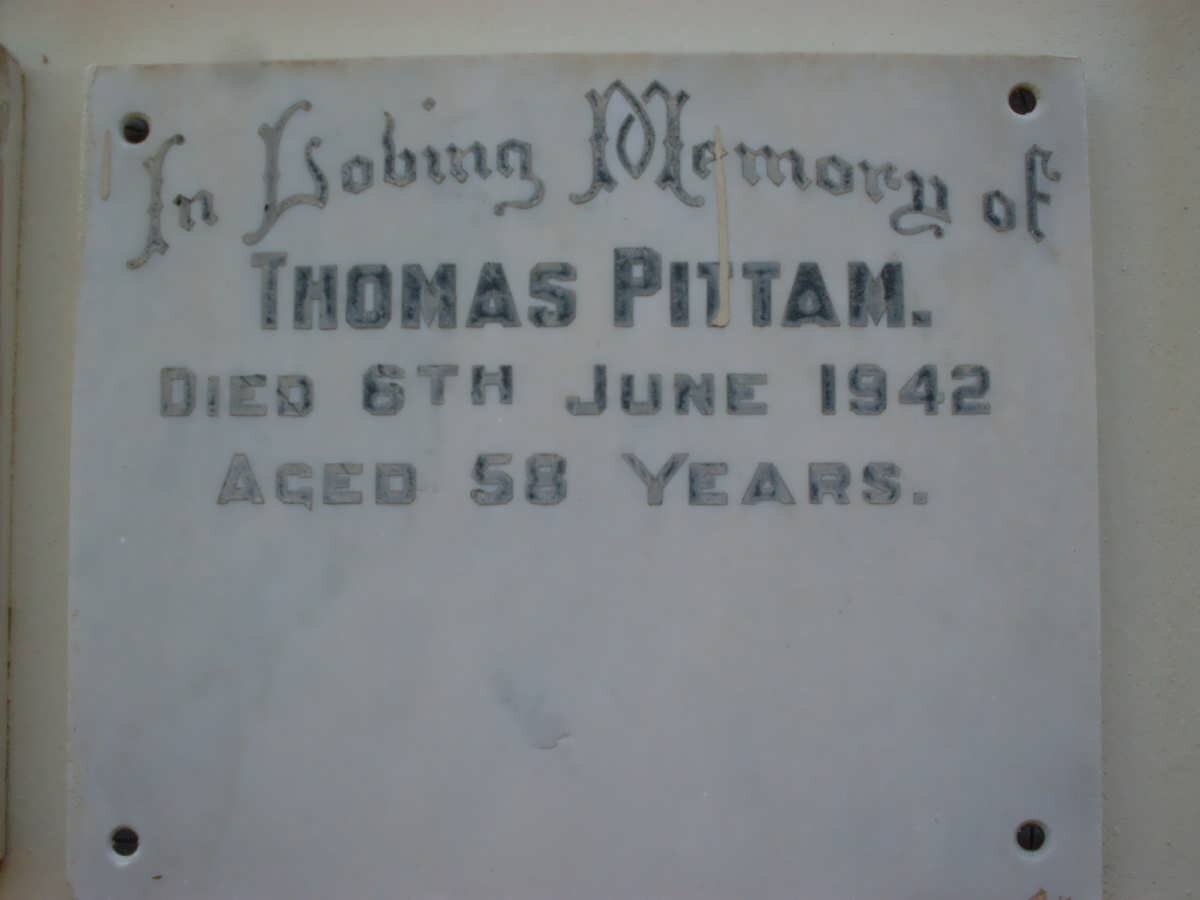 In Loving Memory of
THOMAS PITTAM.
DIED 6TH JUNE 1942
AGED 58 YEARS.